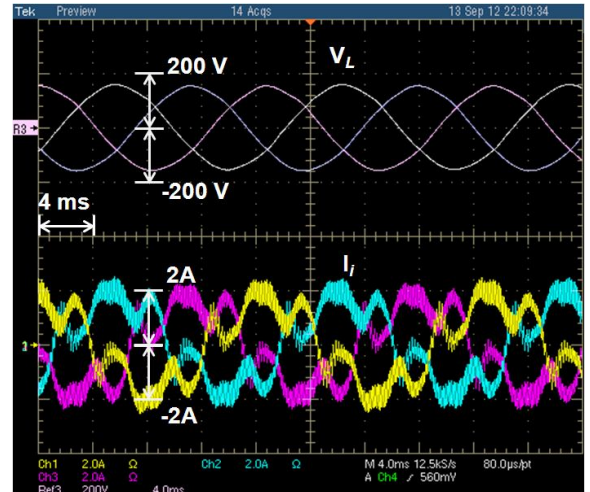 Tek Preview 14 Acqs 13 Sep 12 22:09:34
V_L
200 V
R3
-200 V
4 ms
I_i
2A
1
-2A
Ch1 2.0A Ω Ch2 2.0A Ω M 4.0ms 12.5kS/s 80.0µs/pt
Ch3 2.0A Ω A Ch4 ∕ 560mV
Ref3 200V 4.0ms